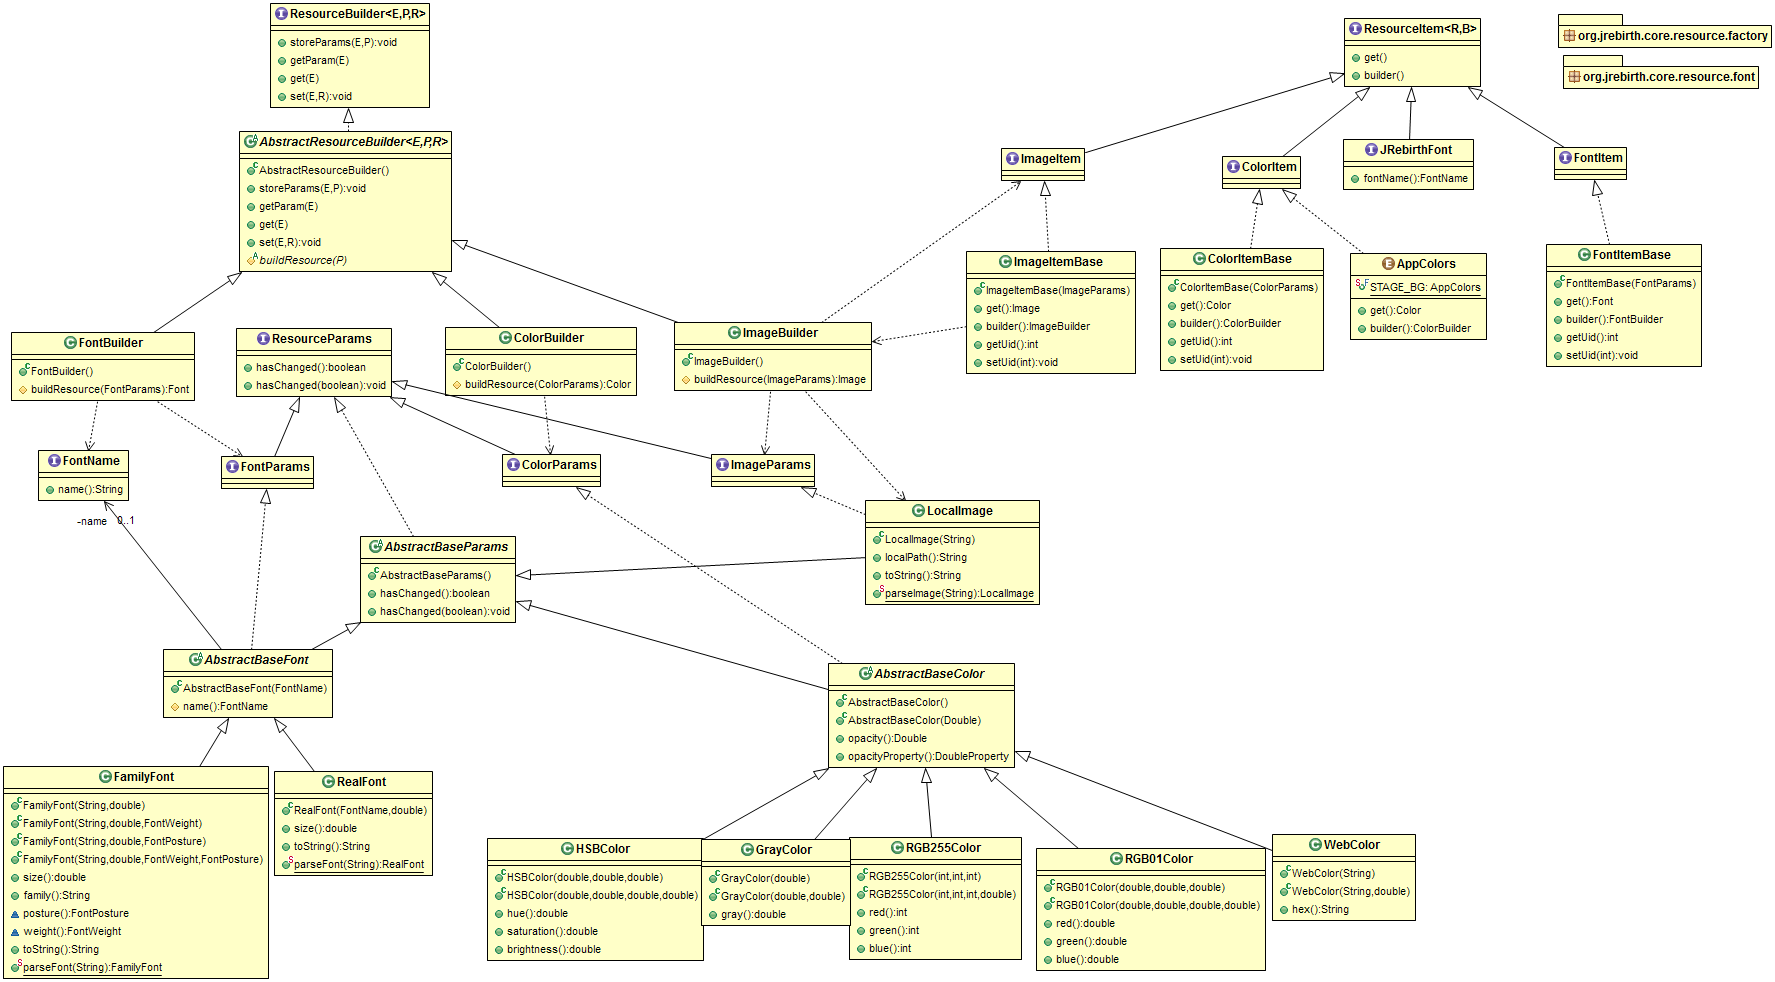 ResourceBuilder<E,P,R>
storeParams(E,P):void
getParam(E)
get(E)
set(E,R):void
ResourceItem<R,B>
get()
builder()
org.jrebirth.core.resource.factory
org.jrebirth.core.resource.font
AbstractResourceBuilder<E,P,R>
AbstractResourceBuilder()
storeParams(E,P):void
getParam(E)
get(E)
set(E,R):void
buildResource(P)
ImageItem
ColorItem
JRebirthFont
fontName():FontName
FontItem
ImageItemBase
ImageItemBase(ImageParams)
get():Image
builder():ImageBuilder
getUid():int
setUid(int):void
ColorItemBase
ColorItemBase(ColorParams)
get():Color
builder():ColorBuilder
getUid():int
setUid(int):void
AppColors
STAGE_BG: AppColors
get():Color
builder():ColorBuilder
FontItemBase
FontItemBase(FontParams)
get():Font
builder():FontBuilder
getUid():int
setUid(int):void
FontBuilder
FontBuilder()
buildResource(FontParams):Font
ResourceParams
hasChanged():boolean
hasChanged(boolean):void
ColorBuilder
ColorBuilder()
buildResource(ColorParams):Color
ImageBuilder
ImageBuilder()
buildResource(ImageParams):Image
FontName
name():String
FontParams
ColorParams
ImageParams
-name 0..1
LocalImage
LocalImage(String)
localPath():String
toString():String
parseImage(String):LocalImage
AbstractBaseParams
AbstractBaseParams()
hasChanged():boolean
hasChanged(boolean):void
AbstractBaseFont
AbstractBaseFont(FontName)
name():FontName
AbstractBaseColor
AbstractBaseColor()
AbstractBaseColor(Double)
opacity():Double
opacityProperty():DoubleProperty
FamilyFont
FamilyFont(String,double)
FamilyFont(String,double,FontWeight)
FamilyFont(String,double,FontPosture)
FamilyFont(String,double,FontWeight,FontPosture)
size():double
family():String
posture():FontPosture
weight():FontWeight
toString():String
parseFont(String):FamilyFont
RealFont
RealFont(FontName,double)
size():double
toString():String
parseFont(String):RealFont
HSBColor
HSBColor(double,double,double)
HSBColor(double,double,double,double)
hue():double
saturation():double
brightness():double
GrayColor
GrayColor(double)
GrayColor(double,double)
gray():double
RGB255Color
RGB255Color(int,int,int)
RGB255Color(int,int,int,double)
red():int
green():int
blue():int
RGB01Color
RGB01Color(double,double,double)
RGB01Color(double,double,double,double)
red():double
green():double
blue():double
WebColor
WebColor(String)
WebColor(String,double)
hex():String